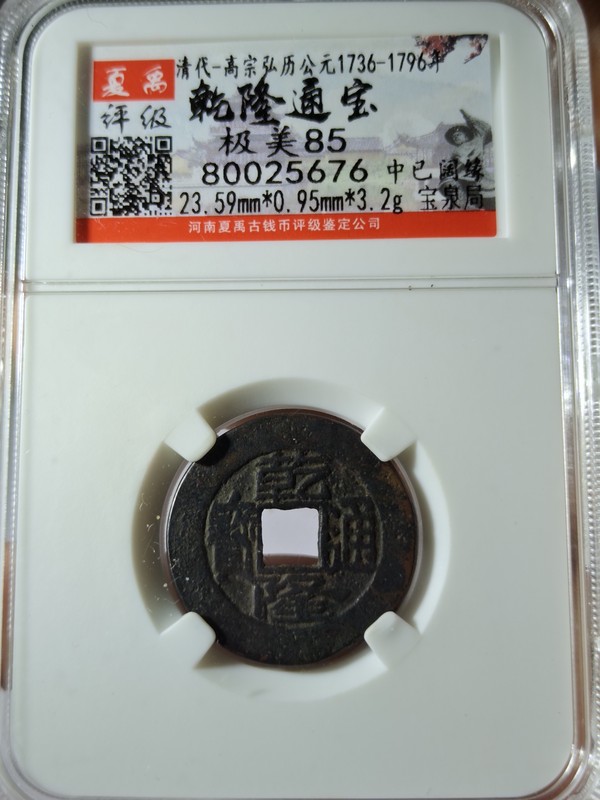 夏禹
评级
清代-高宗弘历公元1736-1796年
乾隆通宝
极美85
80025676 中已阔缘
23.59mm*0.95mm*3.2g 宝泉局
河南夏禹古钱币评级鉴定公司
乾
寶 通
隆